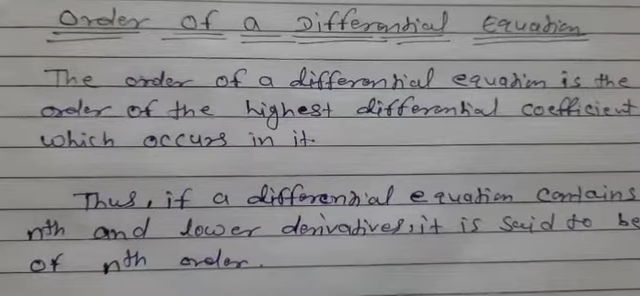 Order of a Differential Equation
The order of a differential equation is the
order of the highest differential coefficient
which occurs in it.
Thus, if a differential equation contains
nth and lower derivatives, it is said to be
of nth order.